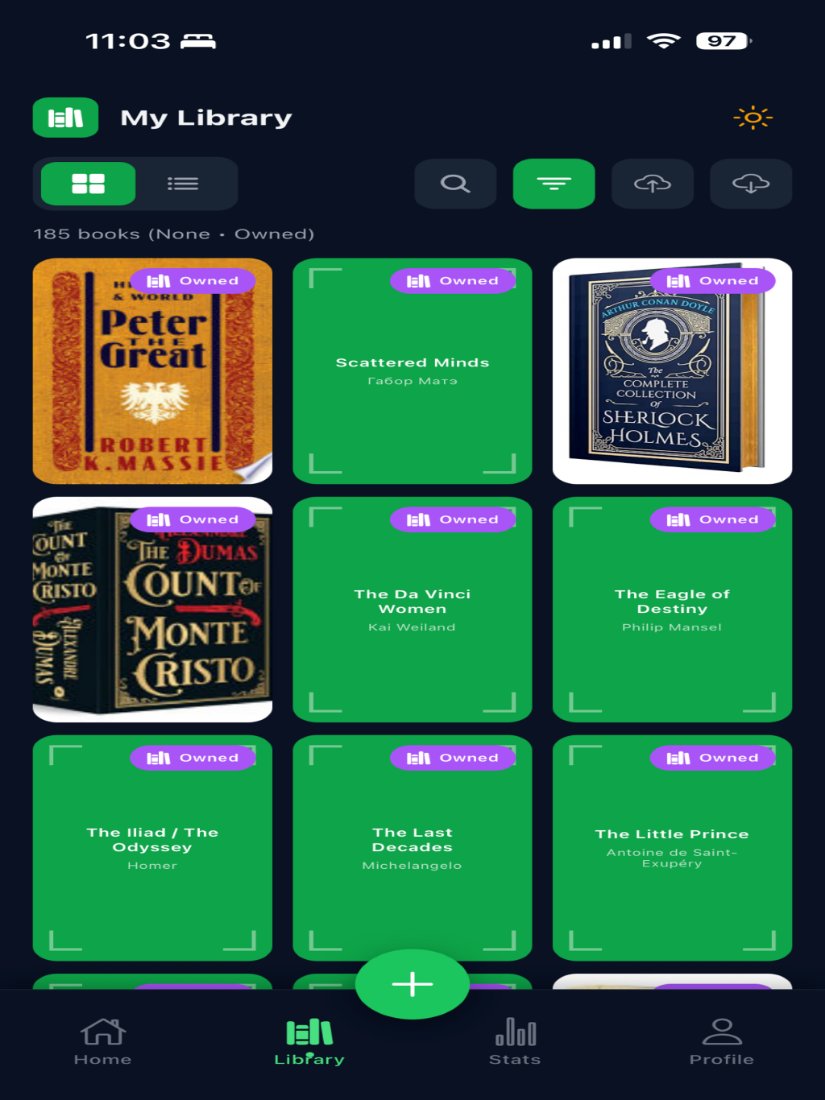 11:03
97
My Library
185 books (None • Owned)
Owned
& WORLD
Peter
THE
Great
ROBERT
K. MASSIE
Owned
Scattered Minds
Габор Матэ
Owned
ARTHUR CONAN DOYLE
The
COMPLETE
COLLECTION
Of
SHERLOCK
HOLMES
Owned
THE
COUNT
OF
MONTE
CRISTO
ALEXANDRE
DUMAS
THE DUMAS
COUNT OF
MONTE
CRISTO
Owned
The Da Vinci
Women
Kai Weiland
Owned
The Eagle of
Destiny
Philip Mansel
Owned
The Iliad / The
Odyssey
Homer
Owned
The Last
Decades
Michelangelo
Owned
The Little Prince
Antoine de Saint-
Exupéry
Home
Library
Stats
Profile